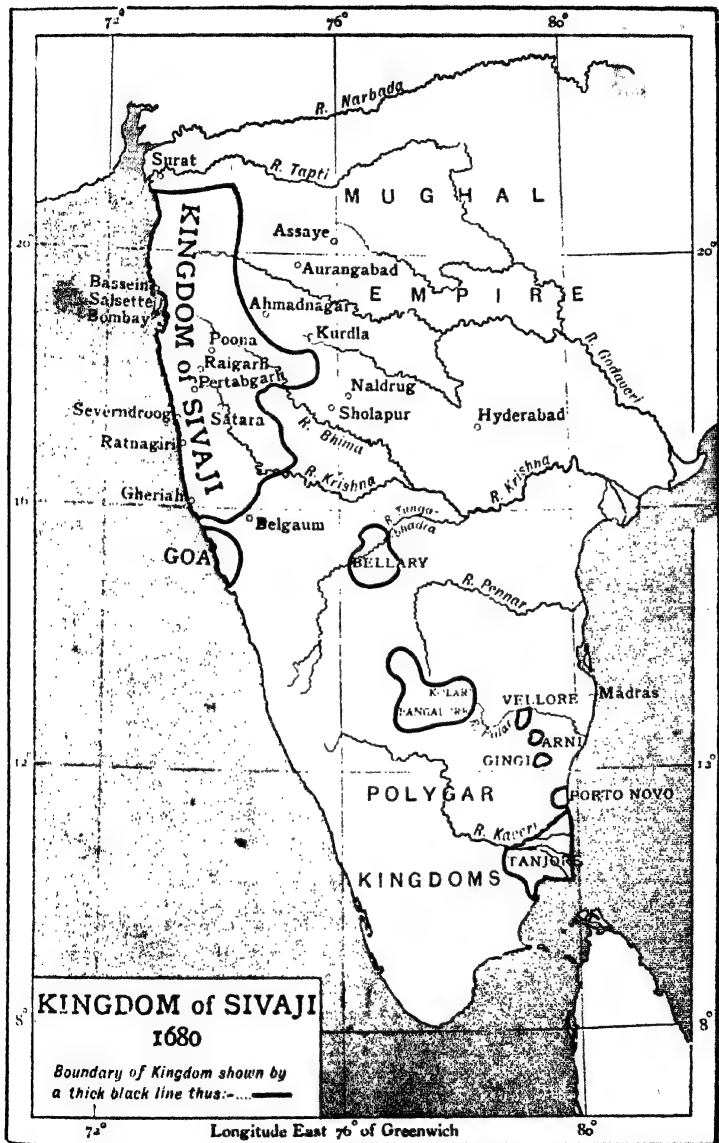 72° 76° 80°
R. Narbada
Surat
R. Tapti
MUGHAL
KINGDOM of SIVAJI
Assaye
20° 20°
Aurangabad
Bassein
Salsette
Bombay
EMPIRE
Ahmadnagar
Kurdla
Poona
R. Godaveri
Raigarh
Pertabgarh
Naldrug
Sholapur
Severndroog
Satara
Hyderabad
Ratnagiri
R. Bhima
R. Krishna
R. Krishna
Gheriah
16°
Belgaum
R. Tunga-
bhadra
GOA
BELLARY
R. Pennar
KOLAR
BANGALORE
VELLORE
Madras
R. Palar
ARNI
GINGI
12° 12°
POLYGAR
PORTO NOVO
R. Kaveri
TANJORE
KINGDOMS
KINGDOM of SIVAJI
1680
8° 8°
Boundary of Kingdom shown by
a thick black line thus:-....
72° Longitude East 76° of Greenwich 80°